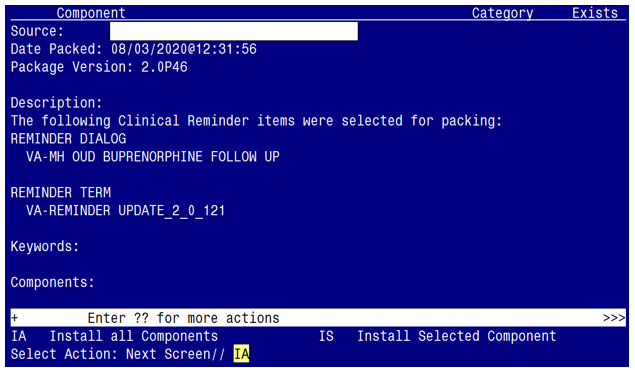 Component Category Exists
Source:
Date Packed: 08/03/2020@12:31:56
Package Version: 2.0P46
Description:
The following Clinical Reminder items were selected for packing:
REMINDER DIALOG
VA-MH OUD BUPRENORPHINE FOLLOW UP
REMINDER TERM
VA-REMINDER UPDATE_2_0_121
Keywords:
Components:
+ Enter ?? for more actions >>>
IA Install all Components IS Install Selected Component
Select Action: Next Screen// IA